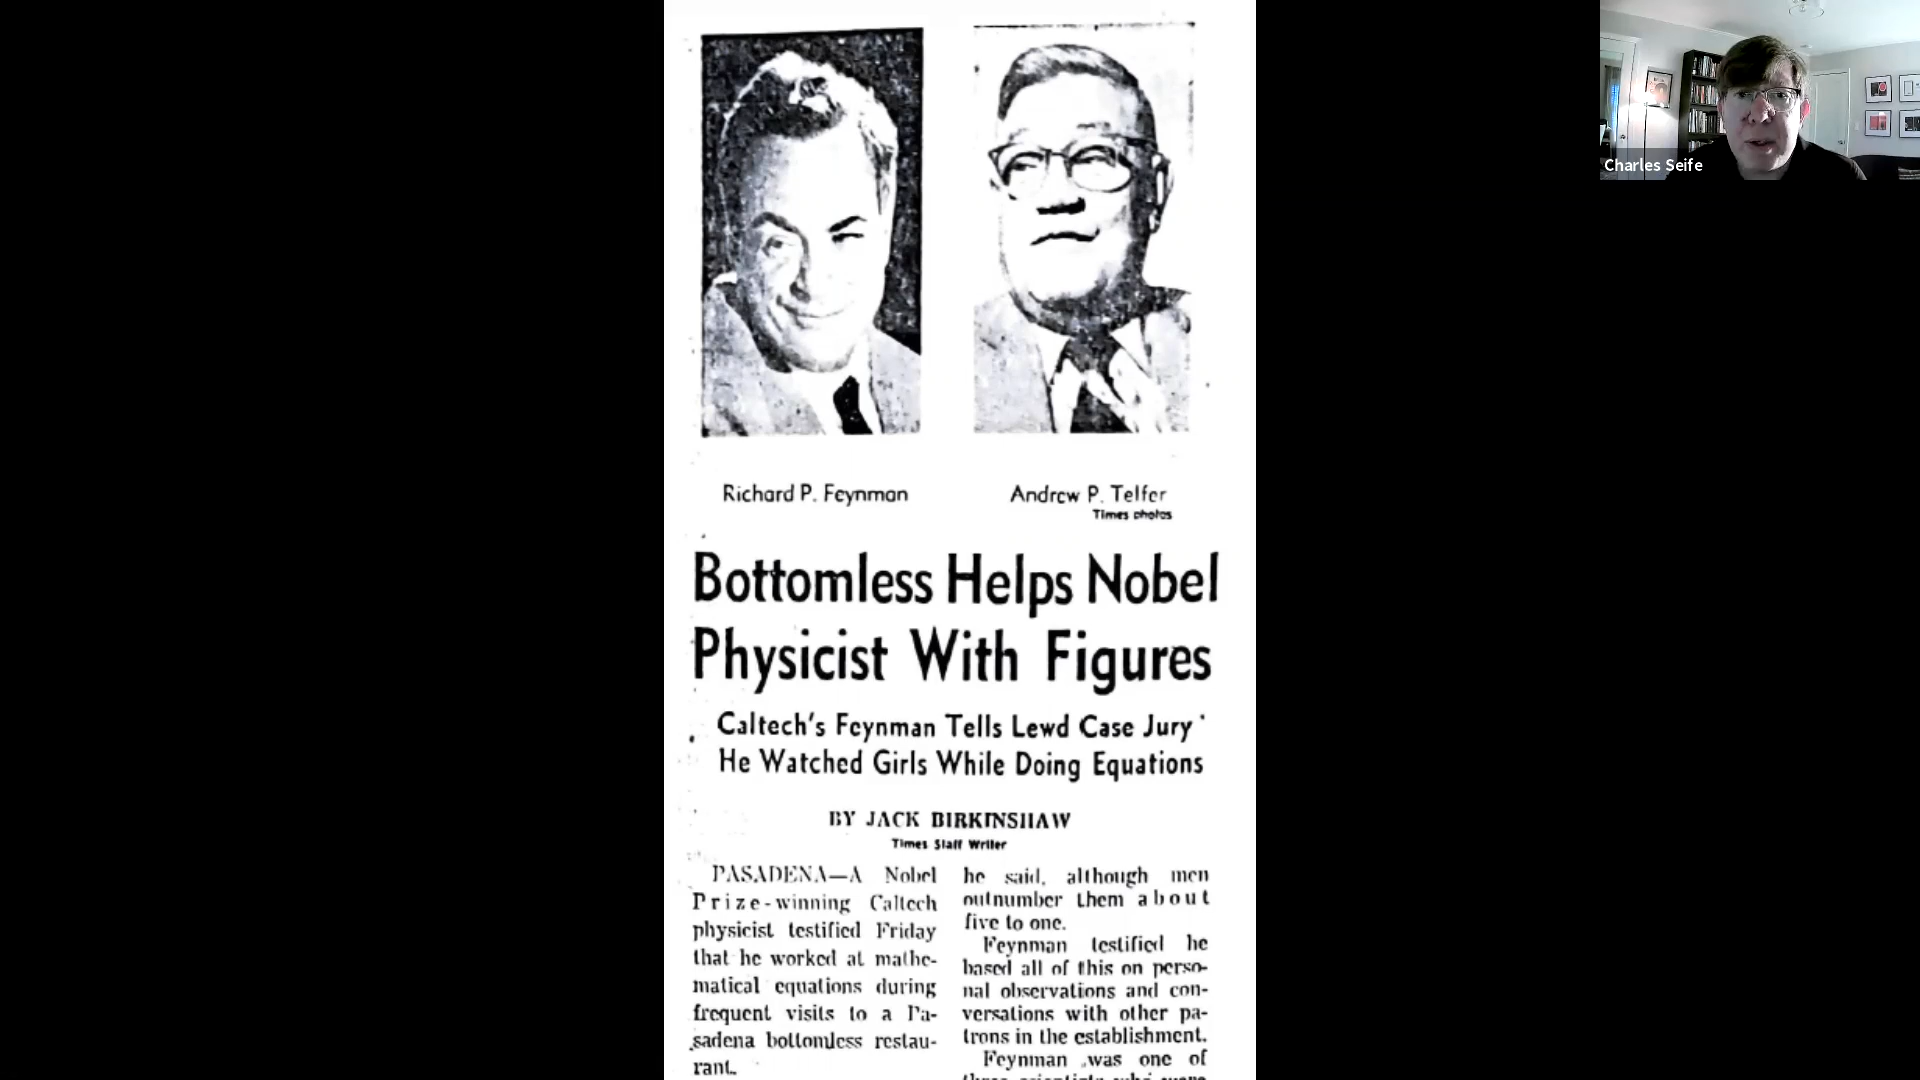 Charles Seife
Richard P. Feynman
Andrew P. Telfer
Times photos
Bottomless Helps Nobel
Physicist With Figures
Caltech's Feynman Tells Lewd Case Jury
He Watched Girls While Doing Equations
BY JACK BIRKINSHAW
Times Staff Writer
PASADENA—A Nobel
Prize-winning Caltech
physicist testified Friday
that he worked at mathe-
matical equations during
frequent visits to a Pa-
sadena bottomless restau-
rant.
he said, although men
outnumber them about
five to one.
Feynman testified he
based all of this on perso-
nal observations and con-
versations with other pa-
trons in the establishment.
Feynman was one of